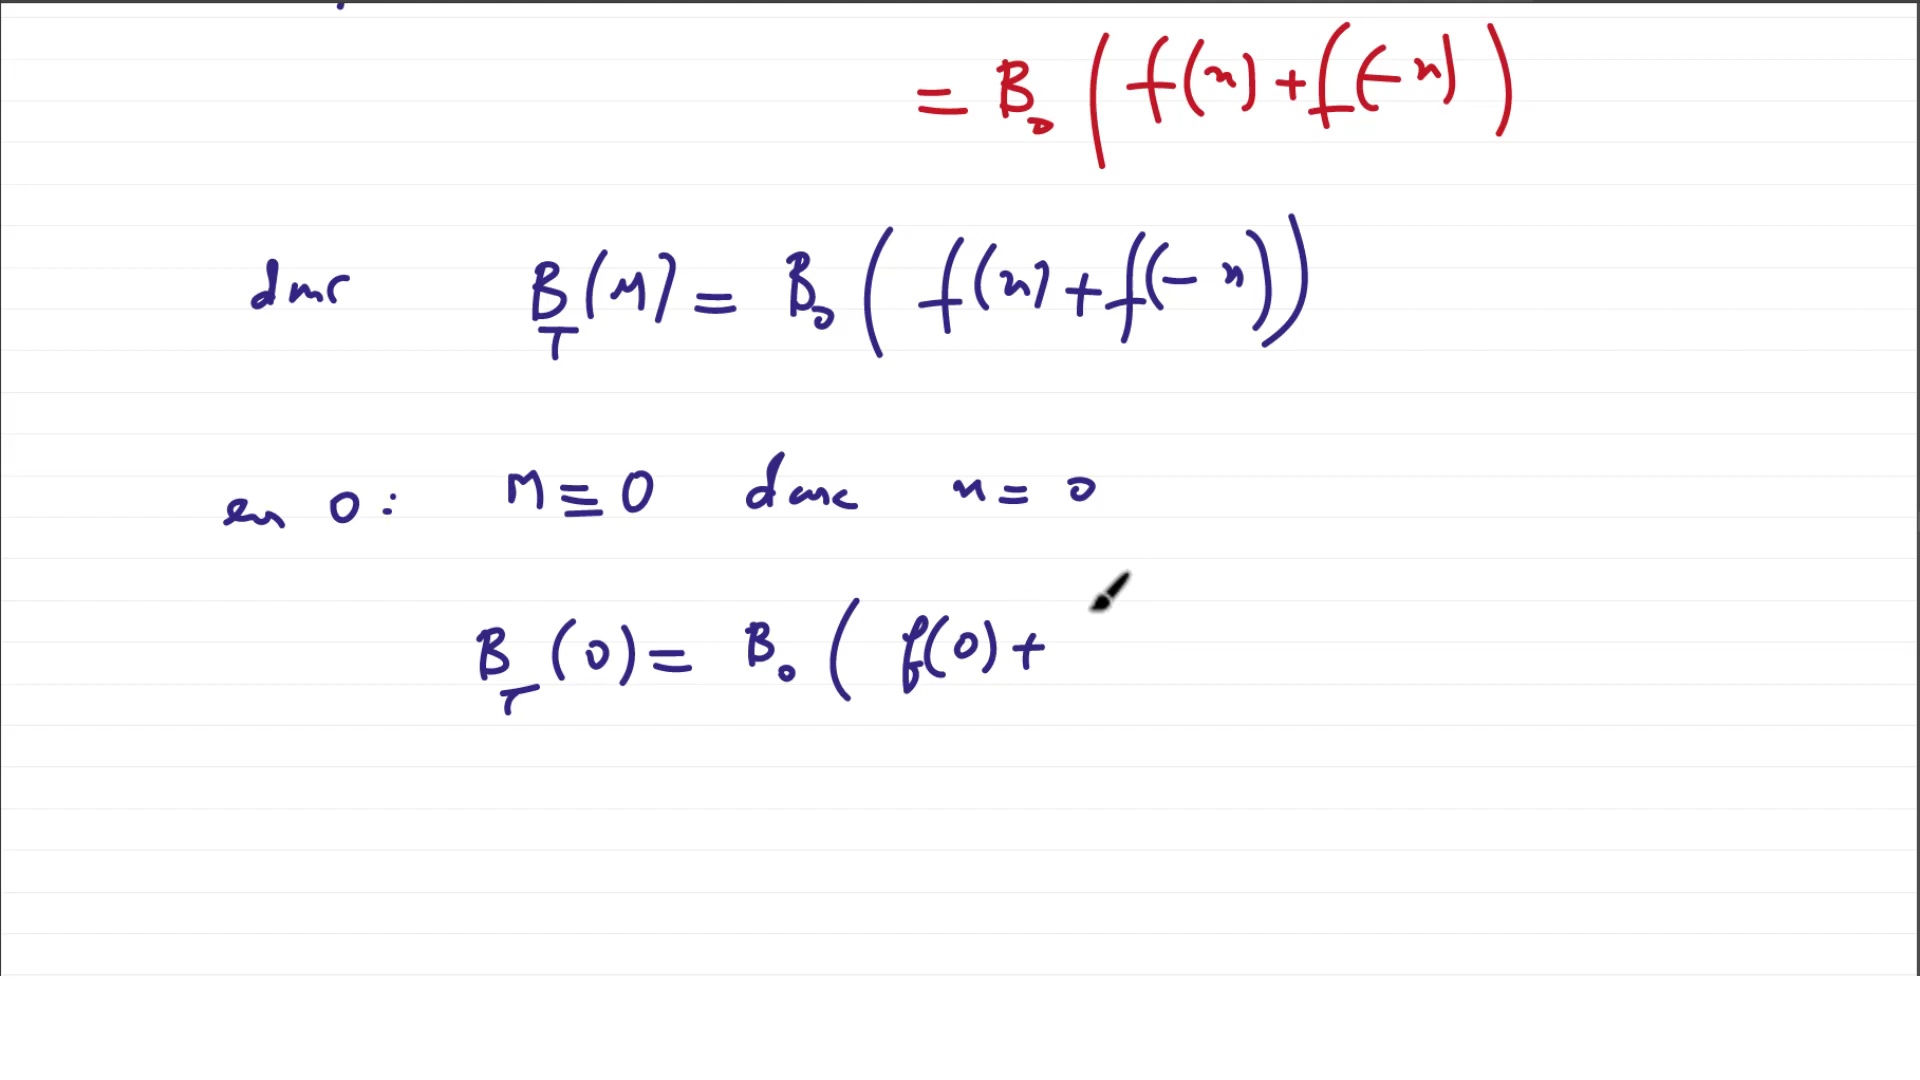 = B₀ ( f(x) + f(-x) )
donc B_T (M) = B₀ ( f(x) + f(-x) )
en 0 : M ≡ 0 donc x = 0
B_T (0) = B₀ ( f(0) +